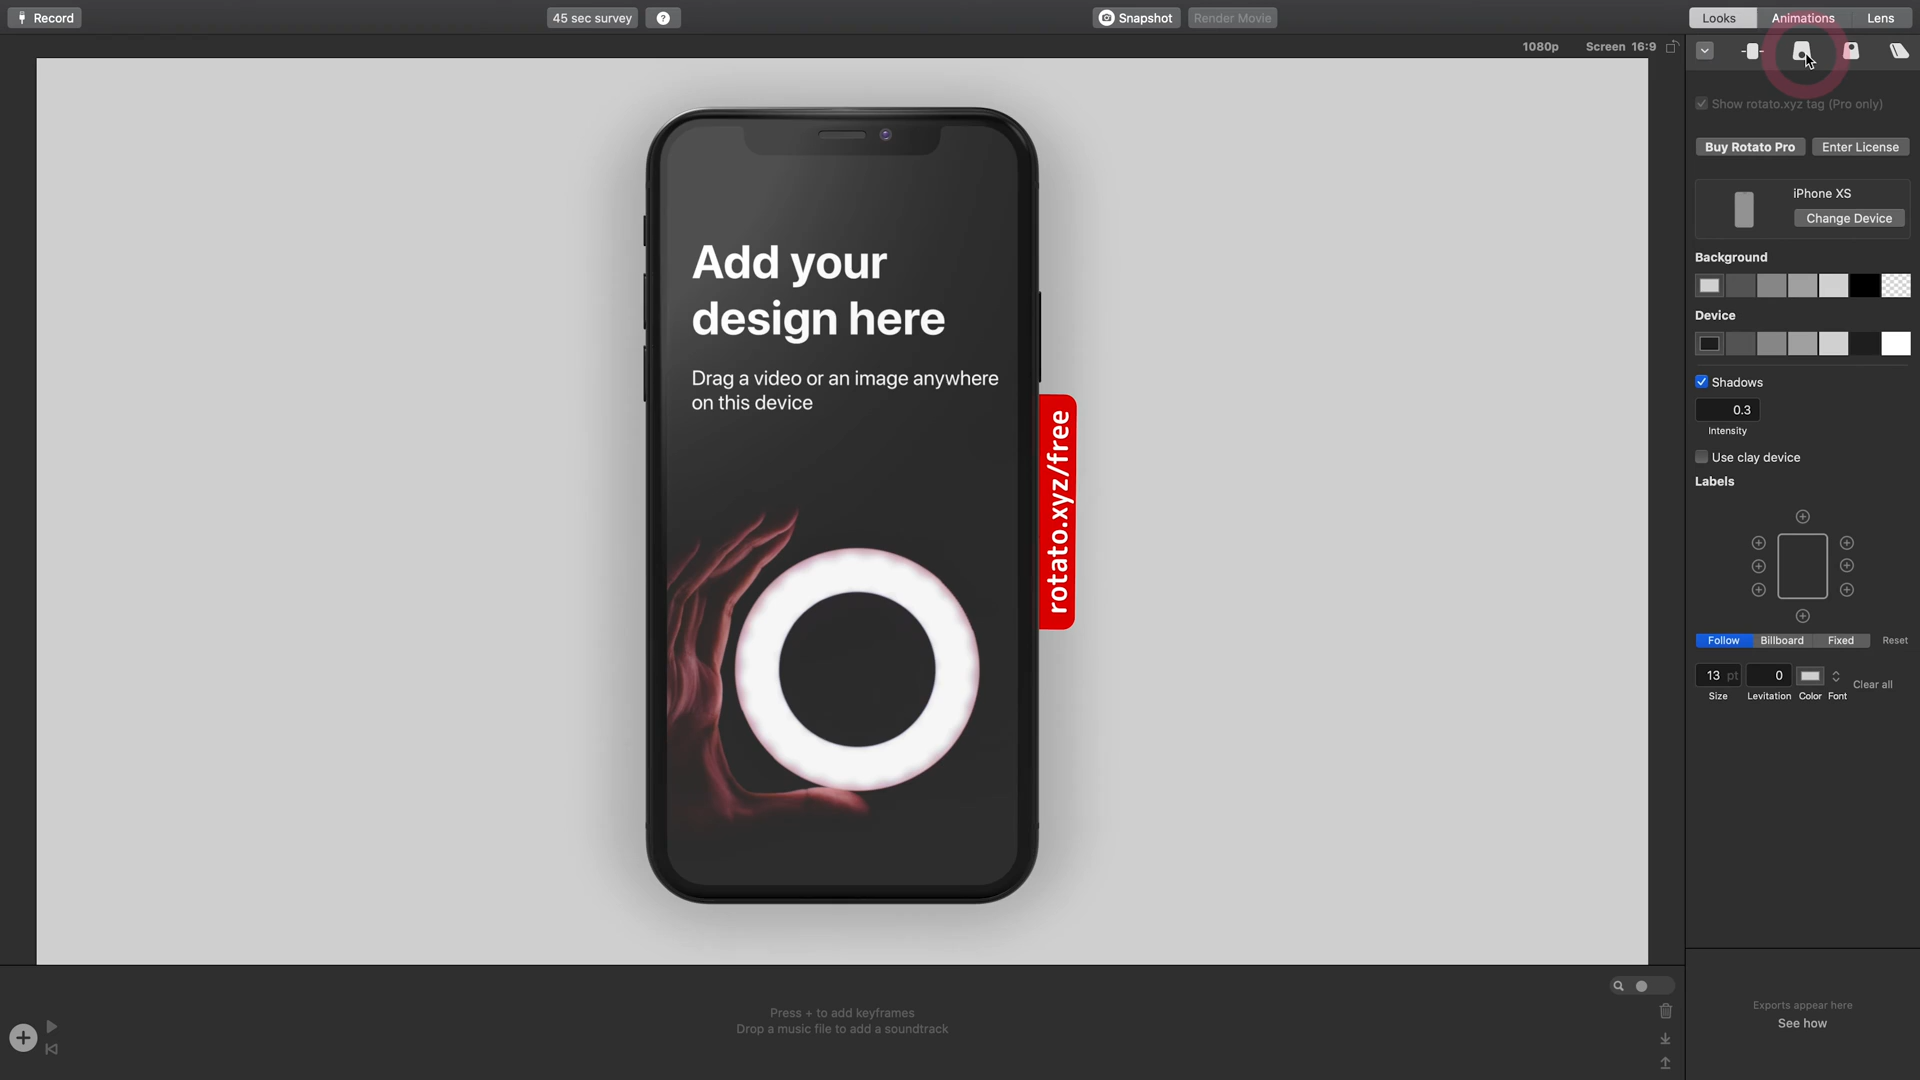 Record
45 sec survey
?
Snapshot
Render Movie
Looks
Animations
Lens
1080p
Screen 16:9
Show rotato.xyz tag (Pro only)
Buy Rotato Pro
Enter License
iPhone XS
Change Device
Background
Device
Shadows
0.3
Intensity
Use clay device
Labels
Follow
Billboard
Fixed
Reset
13 pt
0
Clear all
Size
Levitation
Color
Font
Add your
design here
Drag a video or an image anywhere
on this device
rotato.xyz/free
Press + to add keyframes
Drop a music file to add a soundtrack
Exports appear here
See how